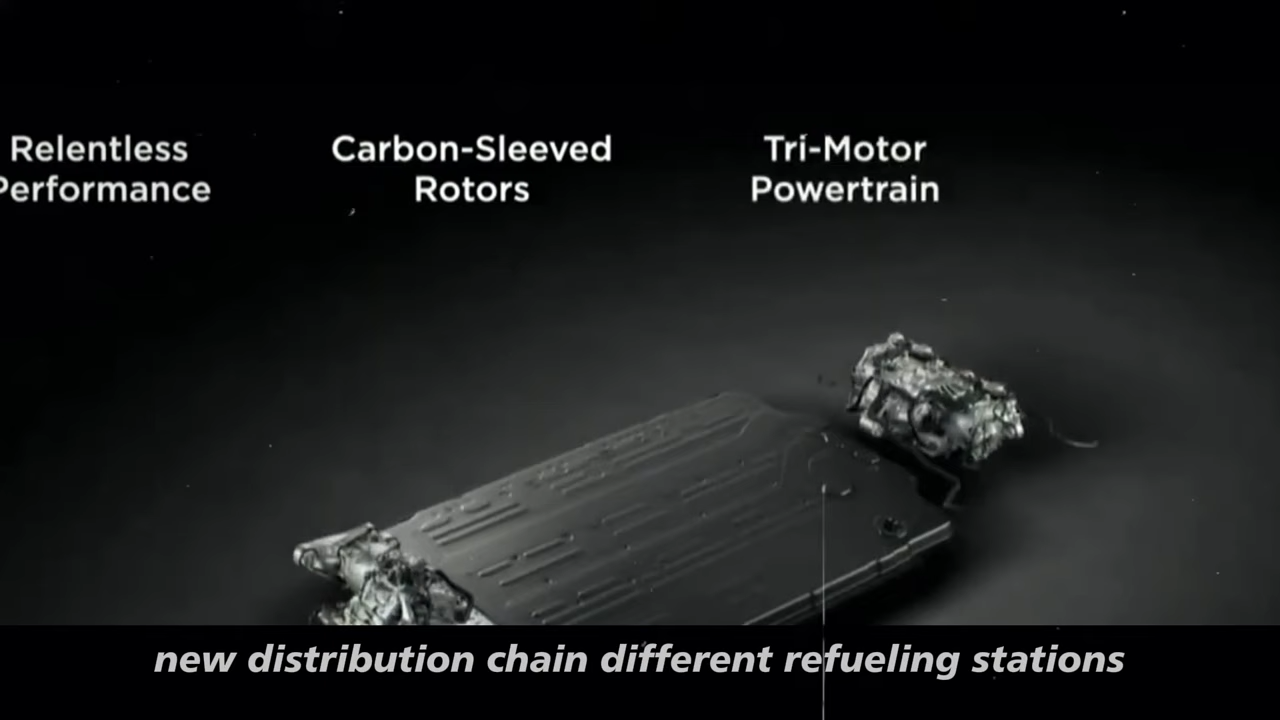 Relentless
Performance
Carbon-Sleeved
Rotors
Tri-Motor
Powertrain
new distribution chain different refueling stations